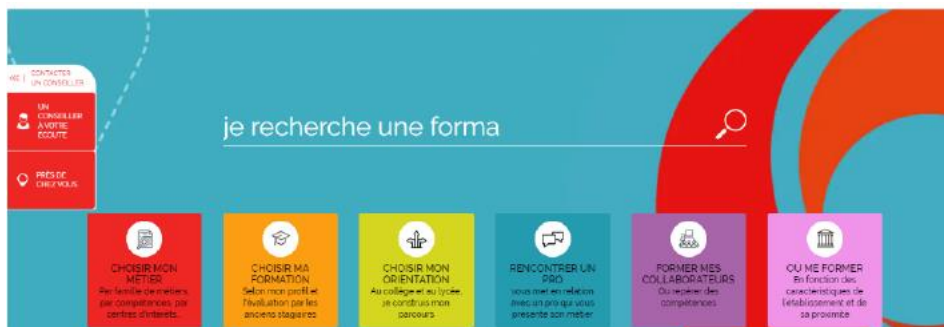 CONTACTER
UN CONSEILLER
UN
CONSEILLER
À VOTRE
ÉCOUTE
PRÈS DE
CHEZ VOUS
je recherche une forma
CHOISIR MON
MÉTIER
Par famille de métiers,
par compétences, par
centres d'intérêts...
CHOISIR MA
FORMATION
Selon mon profil et
l'évaluation par les
anciens stagiaires
CHOISIR MON
ORIENTATION
Au collège et au lycée,
je construis mon
parcours
RENCONTRER UN
PRO
vous met en relation
avec un pro qui vous
présente son métier
FORMER MES
COLLABORATEURS
Où repérer des
compétences
OÙ ME FORMER
En fonction des
caractéristiques de
l'établissement et de
sa proximité